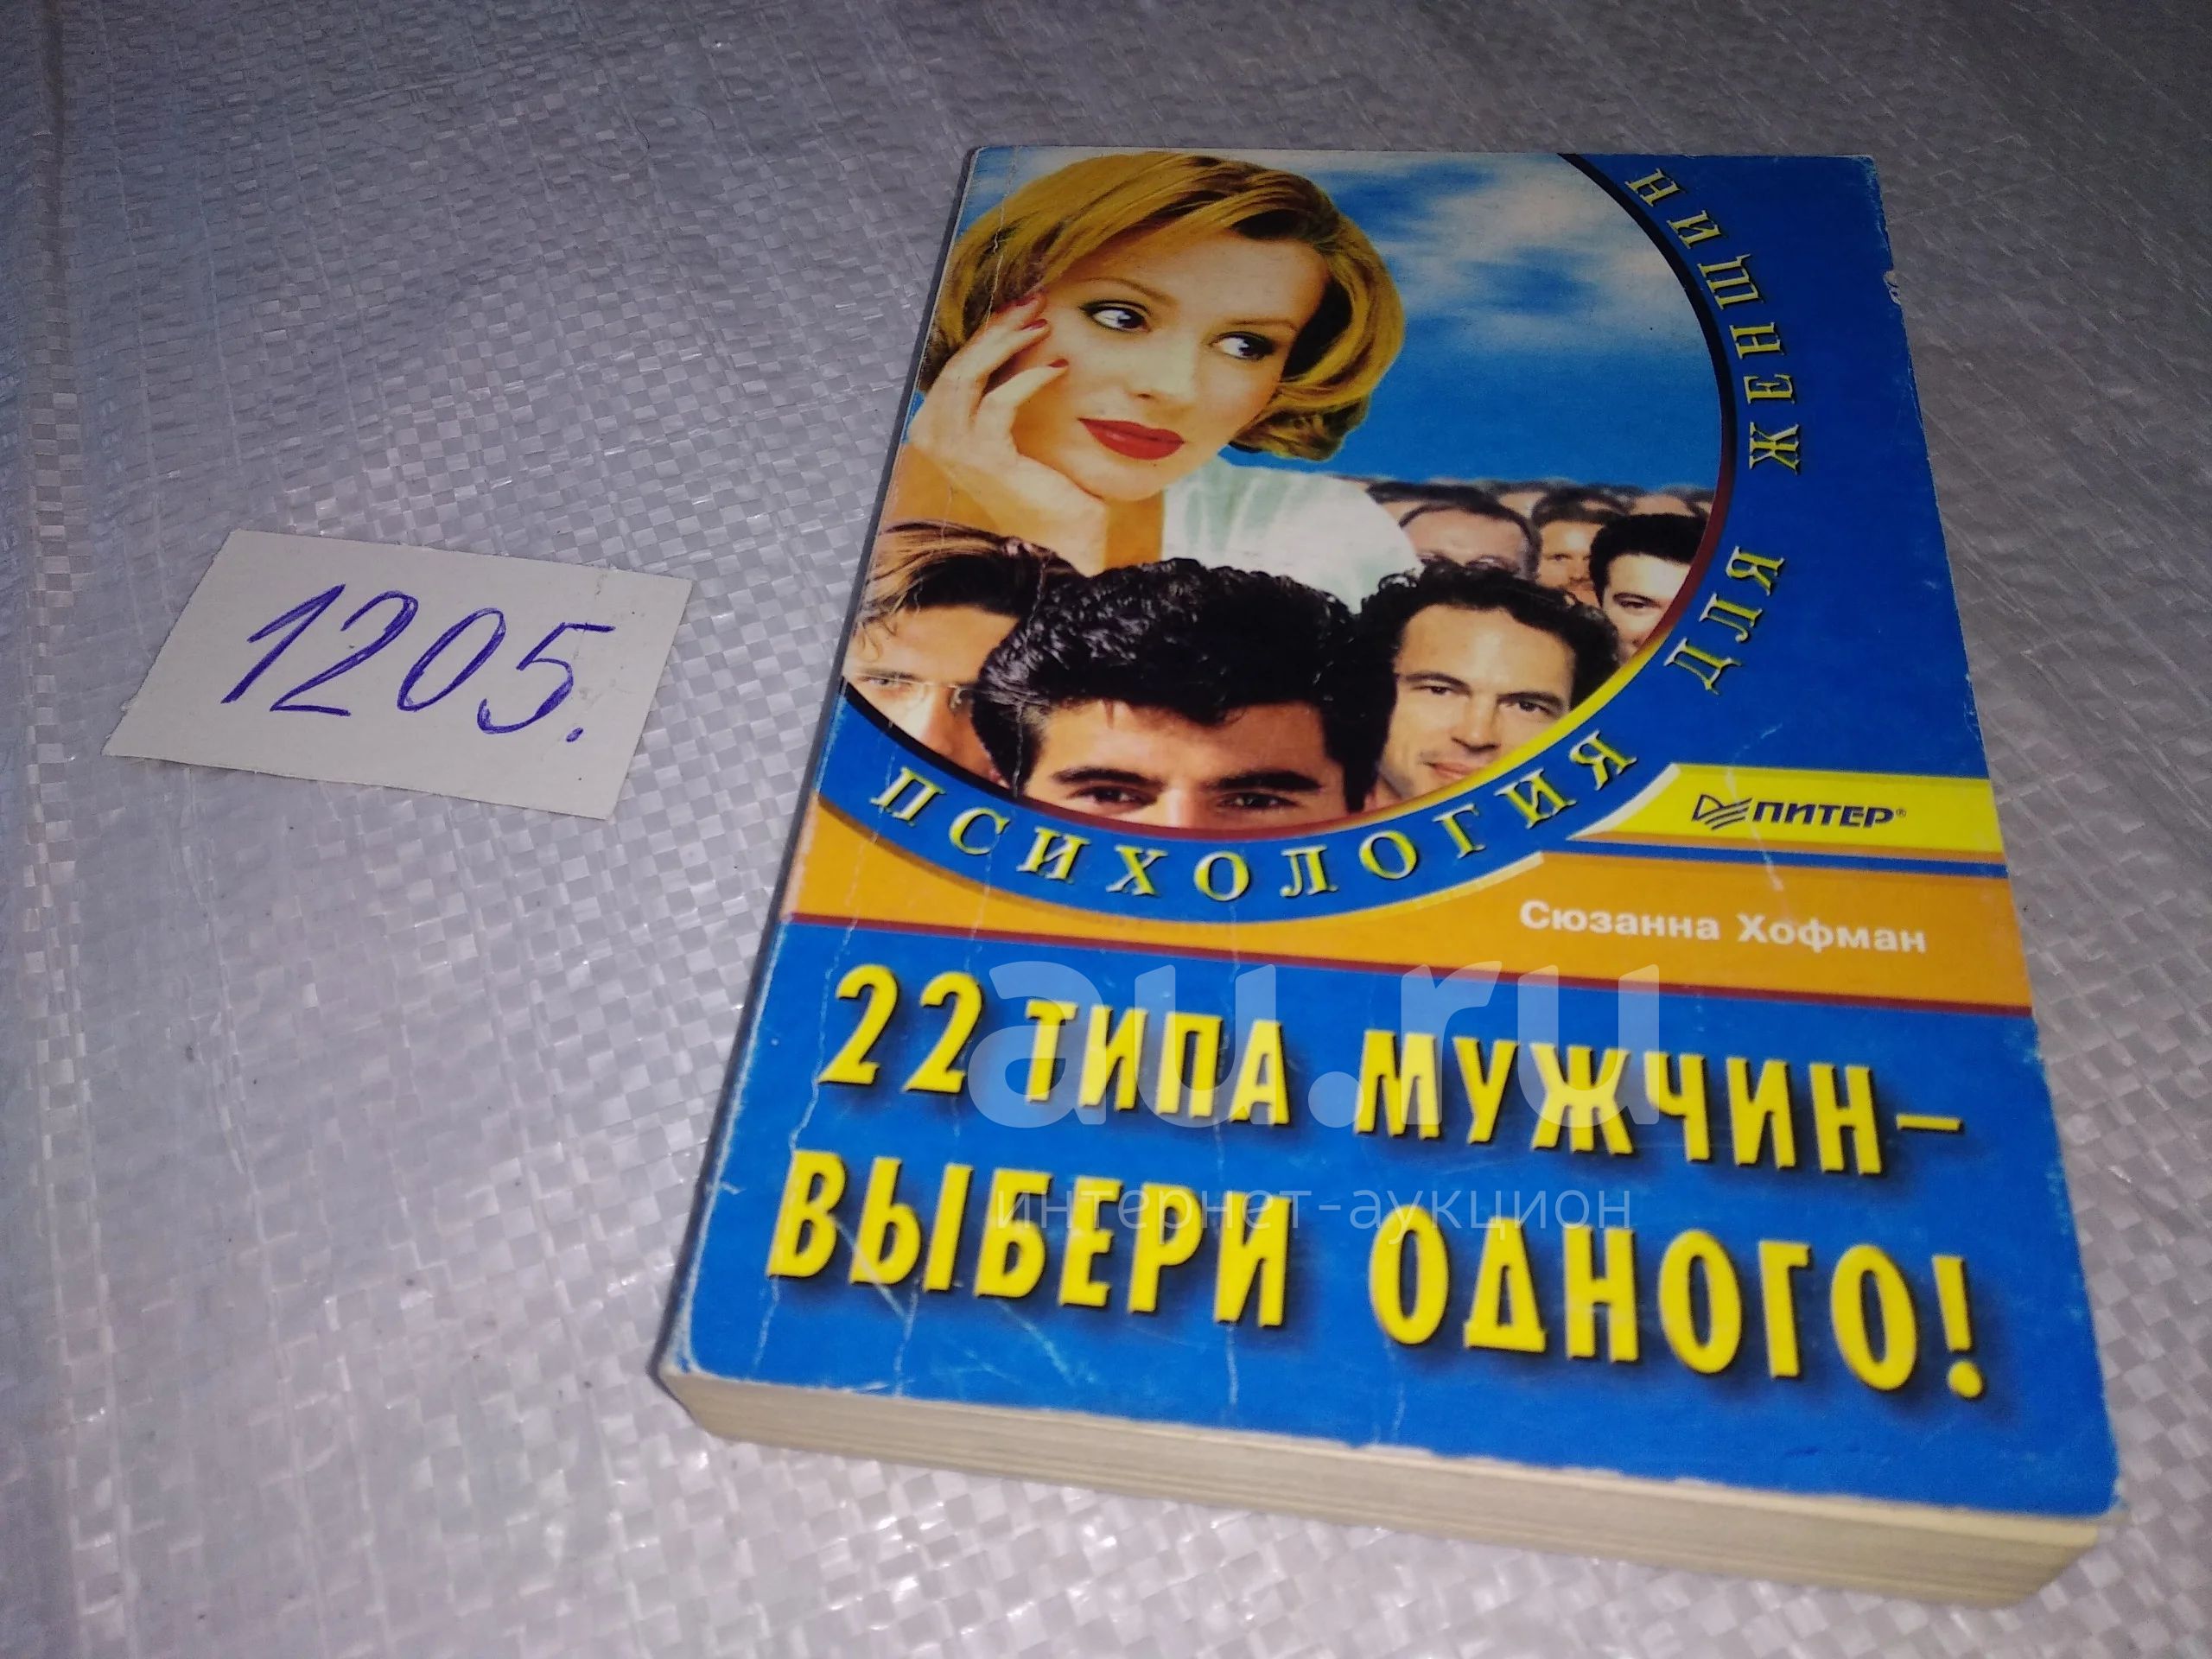 1205.
ПСИХОЛОГИЯ ДЛЯ ЖЕНЩИН
ПИТЕР®
Сюзанна Хофман
22 ТИПА МУЖЧИН–
ВЫБЕРИ ОДНОГО!
au.ru
интернет-аукцион